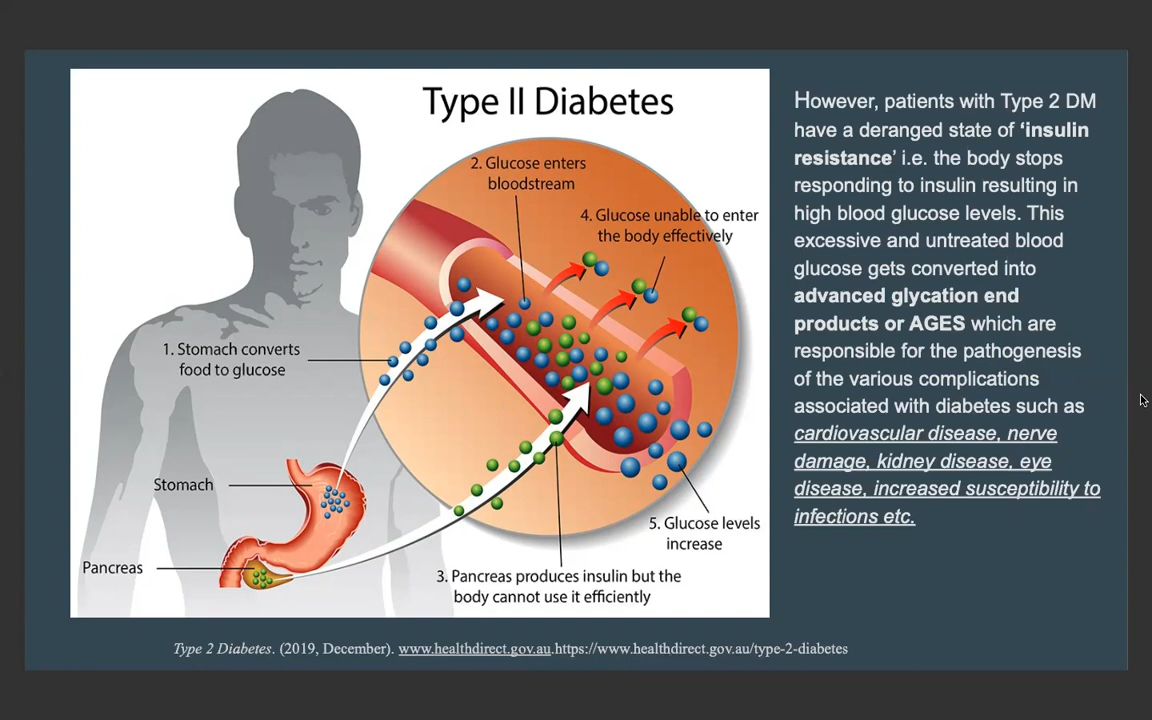 Type II Diabetes
2. Glucose enters
bloodstream
4. Glucose unable to enter
the body effectively
1. Stomach converts
food to glucose
Stomach
Pancreas
5. Glucose levels
increase
3. Pancreas produces insulin but the
body cannot use it efficiently
However, patients with Type 2 DM
have a deranged state of ‘insulin
resistance’ i.e. the body stops
responding to insulin resulting in
high blood glucose levels. This
excessive and untreated blood
glucose gets converted into
advanced glycation end
products or AGES which are
responsible for the pathogenesis
of the various complications
associated with diabetes such as
cardiovascular disease, nerve
damage, kidney disease, eye
disease, increased susceptibility to
infections etc.
Type 2 Diabetes. (2019, December). www.healthdirect.gov.au.https://www.healthdirect.gov.au/type-2-diabetes